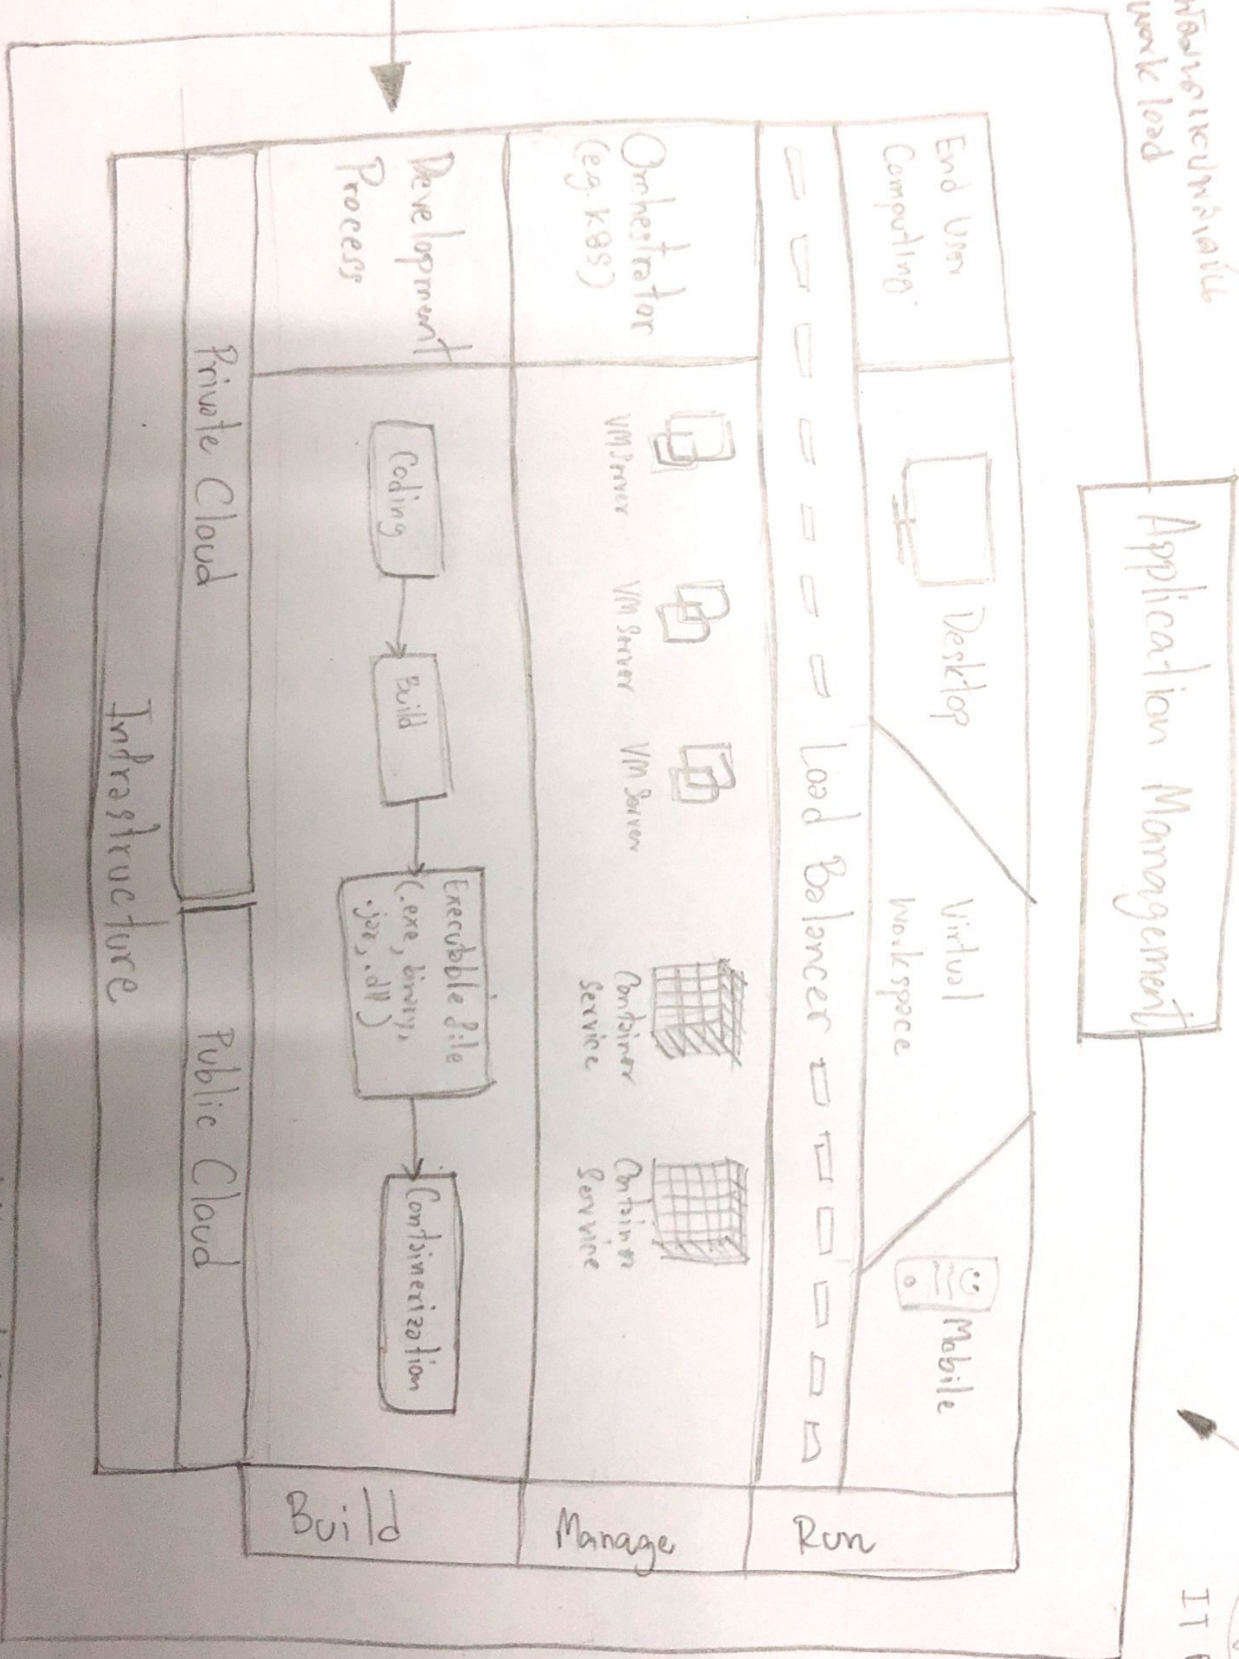 work load
Application Management
End User
Computing
Desktop
Virtual
Workspace
Mobile
Run
Load Balancer
Orchestrator
(e.g. K8S)
VM Server
VM Server
VM Server
Container
Service
Container
Service
Manage
Development
Process
Coding
Build
Executable file
(.exe, binary,
.jar, .dll)
Containerization
Build
Private Cloud
Public Cloud
Infrastructure
IT